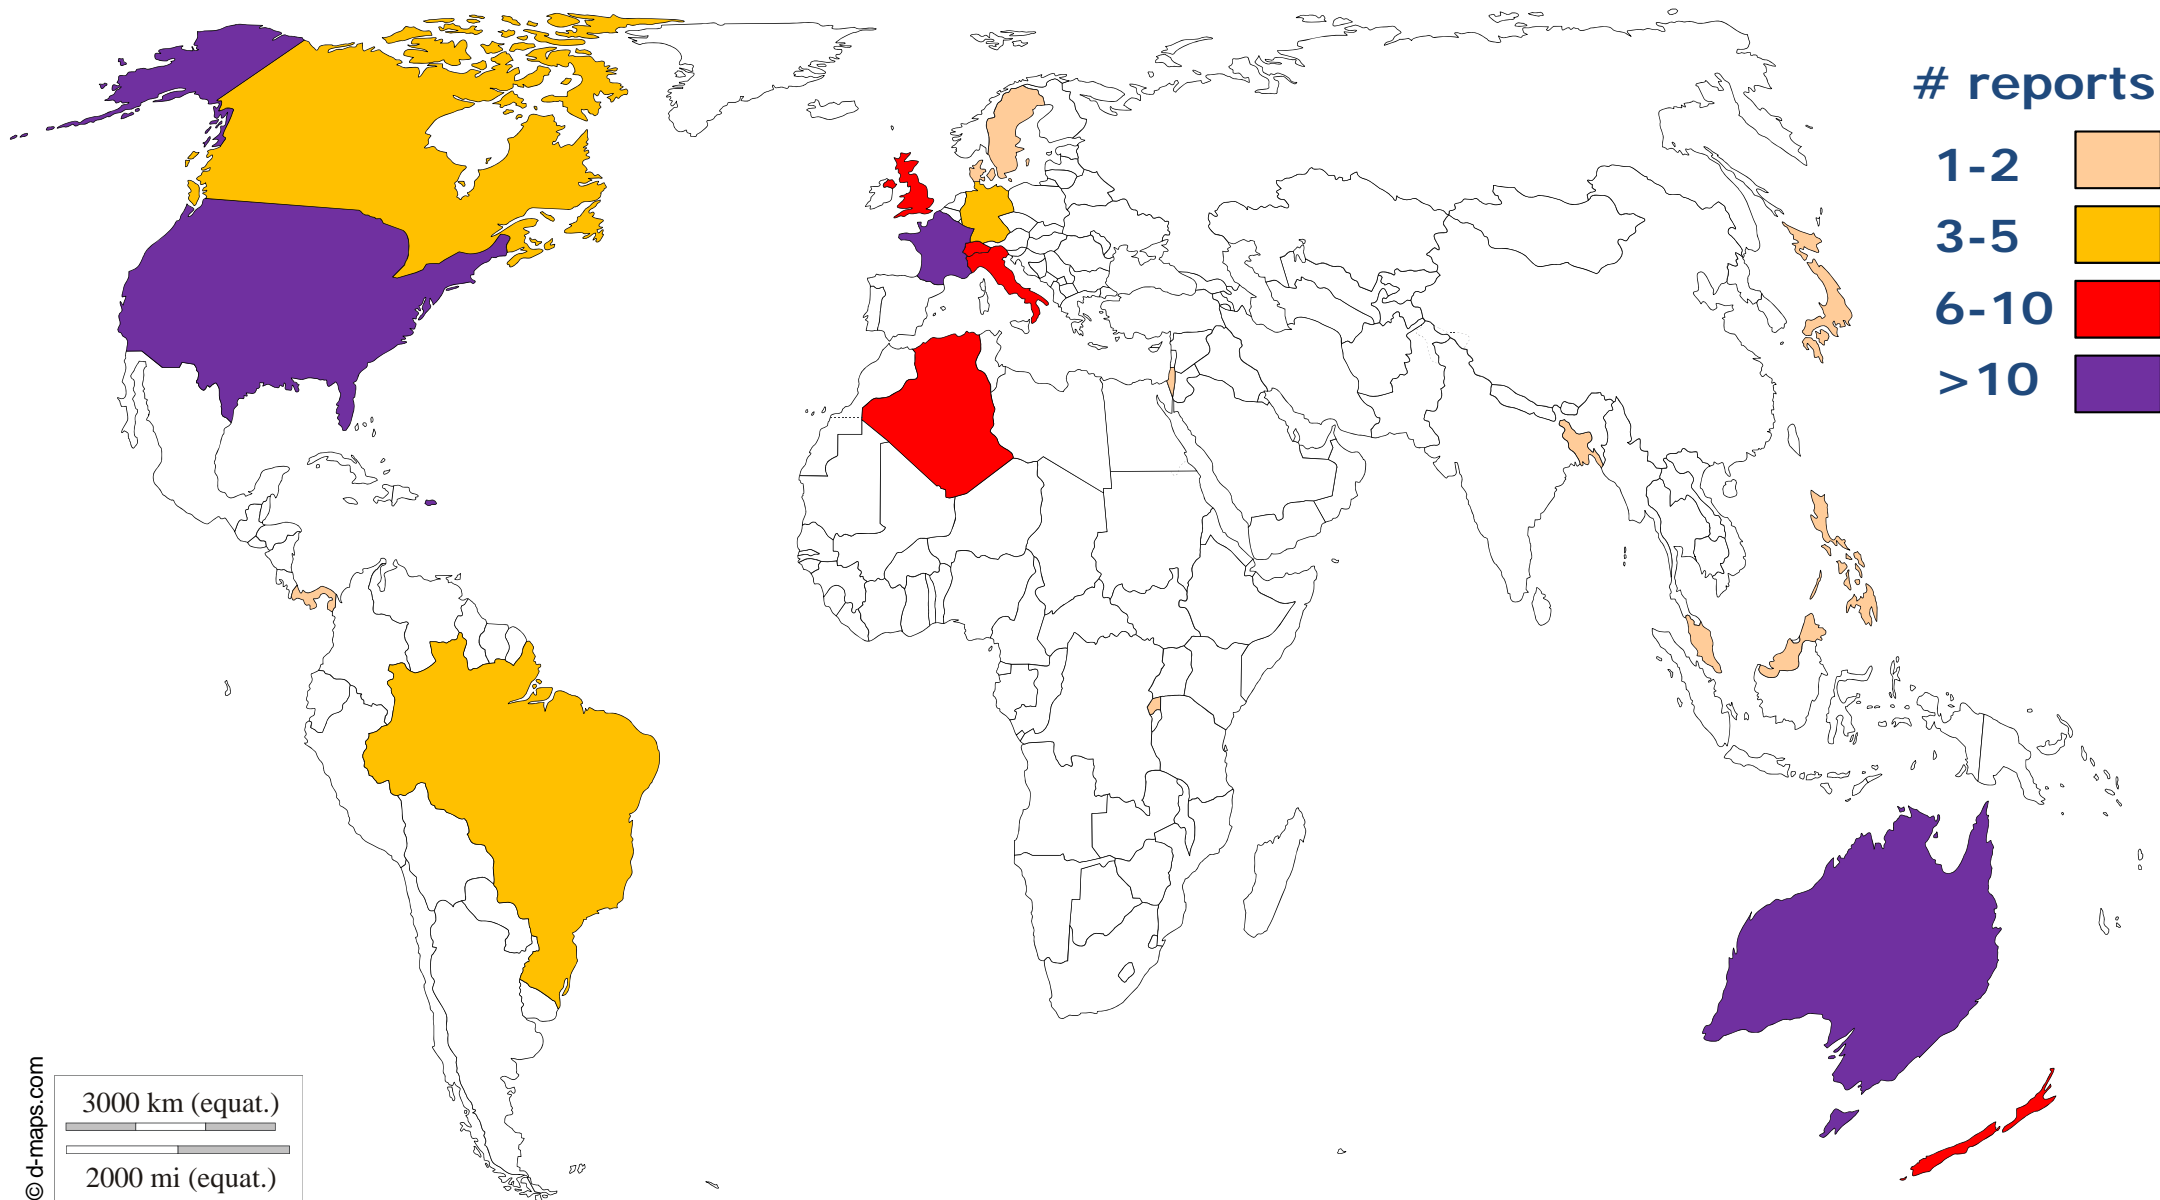 # reports
1-2
3-5
6-10
>10
3000 km (equat.)
2000 mi (equat.)
© d-maps.com